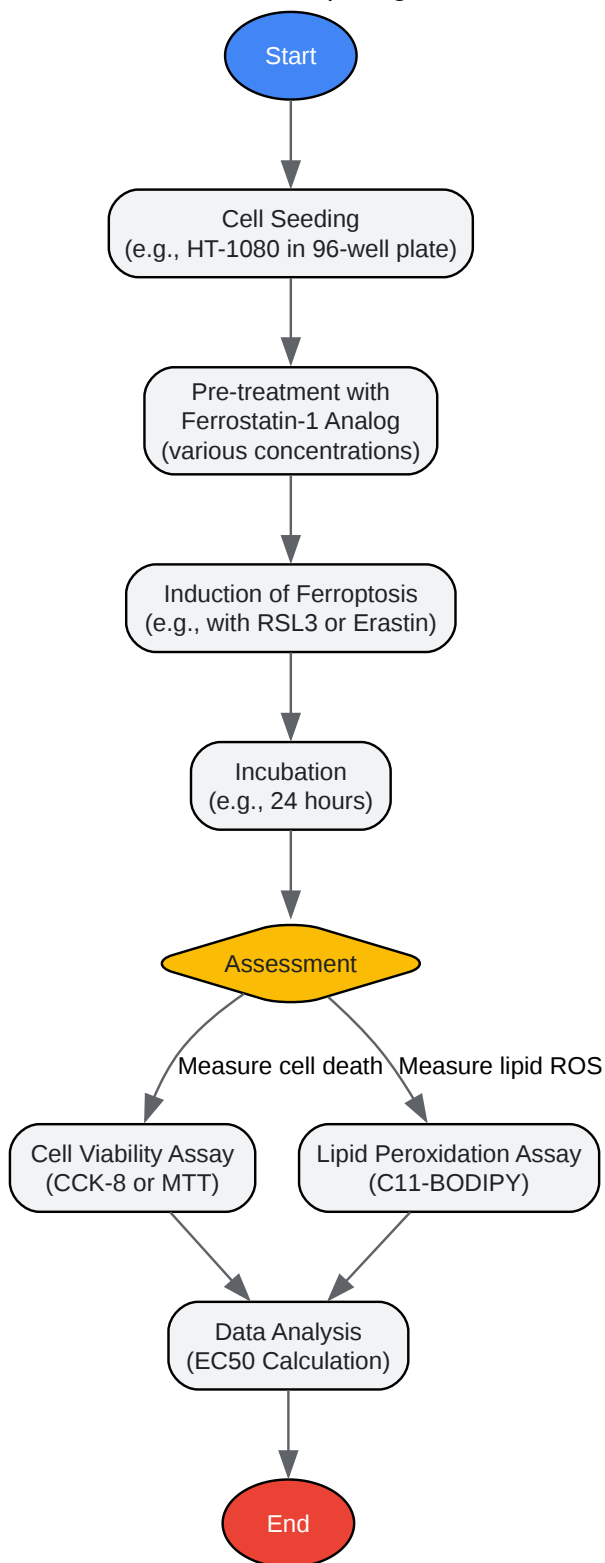 Start
Cell Seeding
(e.g., HT-1080 in 96-well plate)
Pre-treatment with
Ferrostatin-1 Analog
(various concentrations)
Induction of Ferroptosis
(e.g., with RSL3 or Erastin)
Incubation
(e.g., 24 hours)
Assessment
Measure cell death
Measure lipid ROS
Cell Viability Assay
(CCK-8 or MTT)
Lipid Peroxidation Assay
(C11-BODIPY)
Data Analysis
(EC50 Calculation)
End